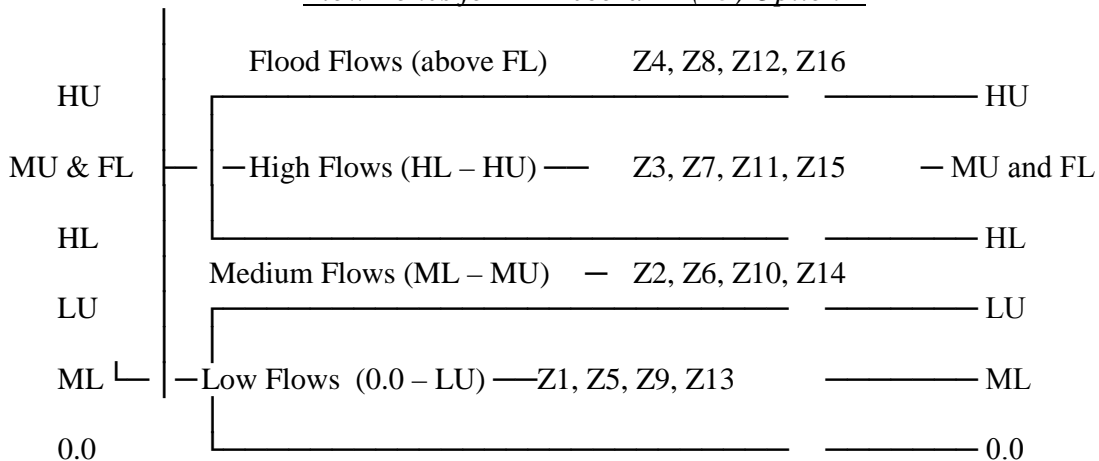 Flood Flows (above FL) Z4, Z8, Z12, Z16
HU HU
MU & FL High Flows (HL – HU) Z3, Z7, Z11, Z15 MU and FL
HL HL
Medium Flows (ML – MU) Z2, Z6, Z10, Z14
LU LU
ML Low Flows (0.0 – LU) Z1, Z5, Z9, Z13 ML
0.0 0.0